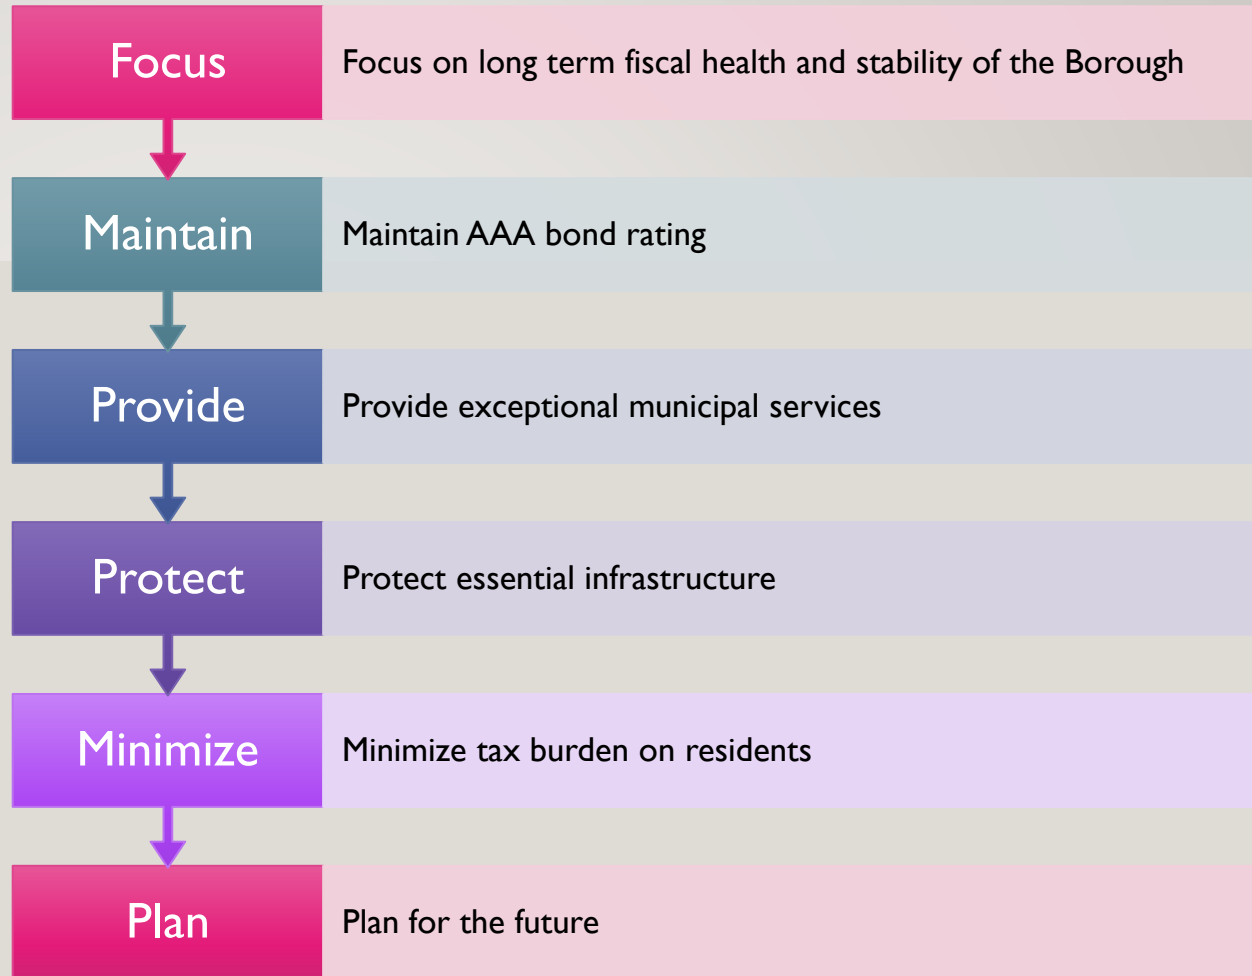 Focus
Focus on long term fiscal health and stability of the Borough
Maintain
Maintain AAA bond rating
Provide
Provide exceptional municipal services
Protect
Protect essential infrastructure
Minimize
Minimize tax burden on residents
Plan
Plan for the future